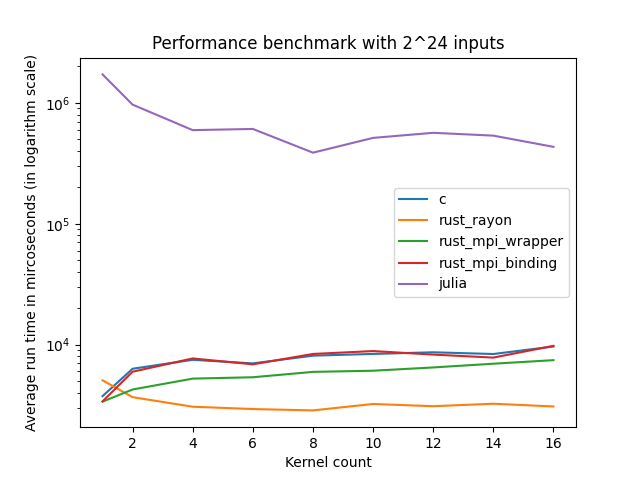 Performance benchmark with 2^24 inputs
Average run time in mircoseconds (in logarithm scale)
10^6
10^5
10^4
c
rust_rayon
rust_mpi_wrapper
rust_mpi_binding
julia
2 4 6 8 10 12 14 16
Kernel count